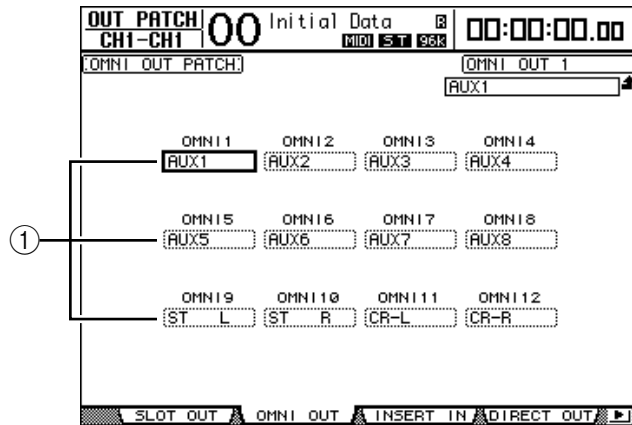 OUT PATCH 00 Initial Data R 00:00:00.00
CH1-CH1 MIDI ST 96k
OMNI OUT PATCH OMNI OUT 1
AUX1
OMNI1 OMNI2 OMNI3 OMNI4
AUX1 AUX2 AUX3 AUX4
OMNI5 OMNI6 OMNI7 OMNI8
1 AUX5 AUX6 AUX7 AUX8
OMNI9 OMNI10 OMNI11 OMNI12
ST L ST R CR-L CR-R
SLOT OUT OMNI OUT INSERT IN DIRECT OUT